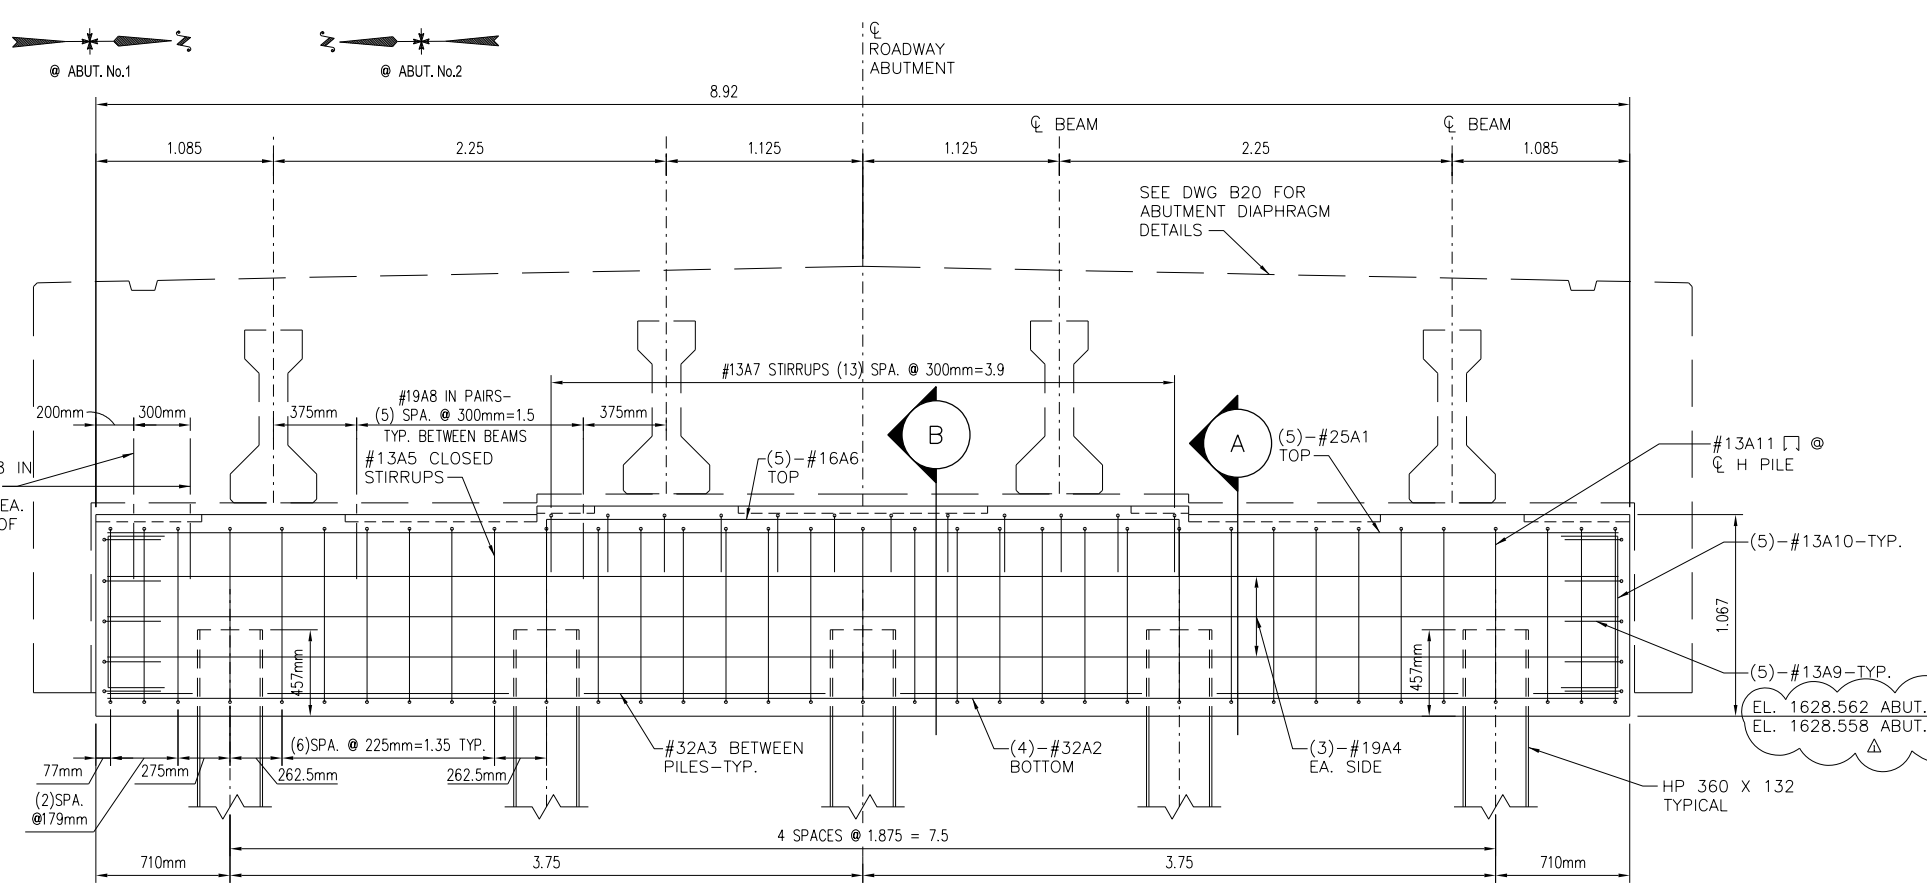 @ ABUT. No.1
@ ABUT. No.2
℄
ROADWAY
ABUTMENT
8.92
℄ BEAM
℄ BEAM
1.085
2.25
1.125
1.125
2.25
1.085
SEE DWG B20 FOR
ABUTMENT DIAPHRAGM
DETAILS
#13A7 STIRRUPS (13) SPA. @ 300mm=3.9
#19A8 IN PAIRS-
(5) SPA. @ 300mm=1.5
TYP. BETWEEN BEAMS
200mm
300mm
375mm
375mm
#13A5 CLOSED
STIRRUPS
(5)-#16A6
TOP
B
A
(5)-#25A1
TOP
#13A11 @
℄ H PILE
IN
EA.
OF
(5)-#13A10-TYP.
1.067
457mm
457mm
(5)-#13A9-TYP.
EL. 1628.562 ABUT.
EL. 1628.558 ABUT.
1
(6)SPA. @ 225mm=1.35 TYP.
77mm
275mm
262.5mm
262.5mm
(2)SPA.
@179mm
#32A3 BETWEEN
PILES-TYP.
(4)-#32A2
BOTTOM
(3)-#19A4
EA. SIDE
HP 360 X 132
TYPICAL
4 SPACES @ 1.875 = 7.5
710mm
3.75
3.75
710mm